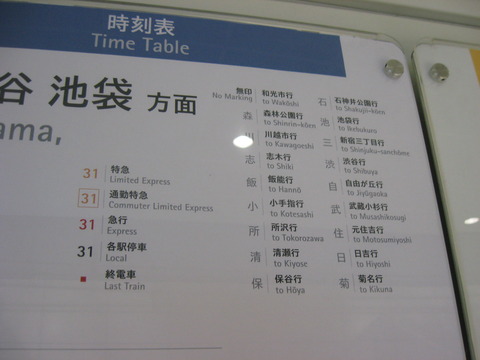 時刻表
Time Table
谷 池袋 方面
ama,
31 特急
Limited Express
31 通勤特急
Commuter Limited Express
31 急行
Express
31 各駅停車
Local
終電車
Last Train
無印 和光市行
No Marking to Wakōshi
森 森林公園行
to Shinrin-kōen
川 川越市行
to Kawagoeshi
志 志木行
to Shiki
飯 飯能行
to Hannō
小 小手指行
to Kotesashi
所 所沢行
to Tokorozawa
清 清瀬行
to Kiyose
保 保谷行
to Hōya
石 石神井公園行
to Shakujii-kōen
池 池袋行
to Ikebukuro
三 新宿三丁目行
to Shinjuku-sanchōme
渋 渋谷行
to Shibuya
自 自由が丘行
to Jiyūgaoka
武 武蔵小杉行
to Musashikosugi
住 元住吉行
to Motosumiyoshi
日 日吉行
to Hiyoshi
菊 菊名行
to Kikuna